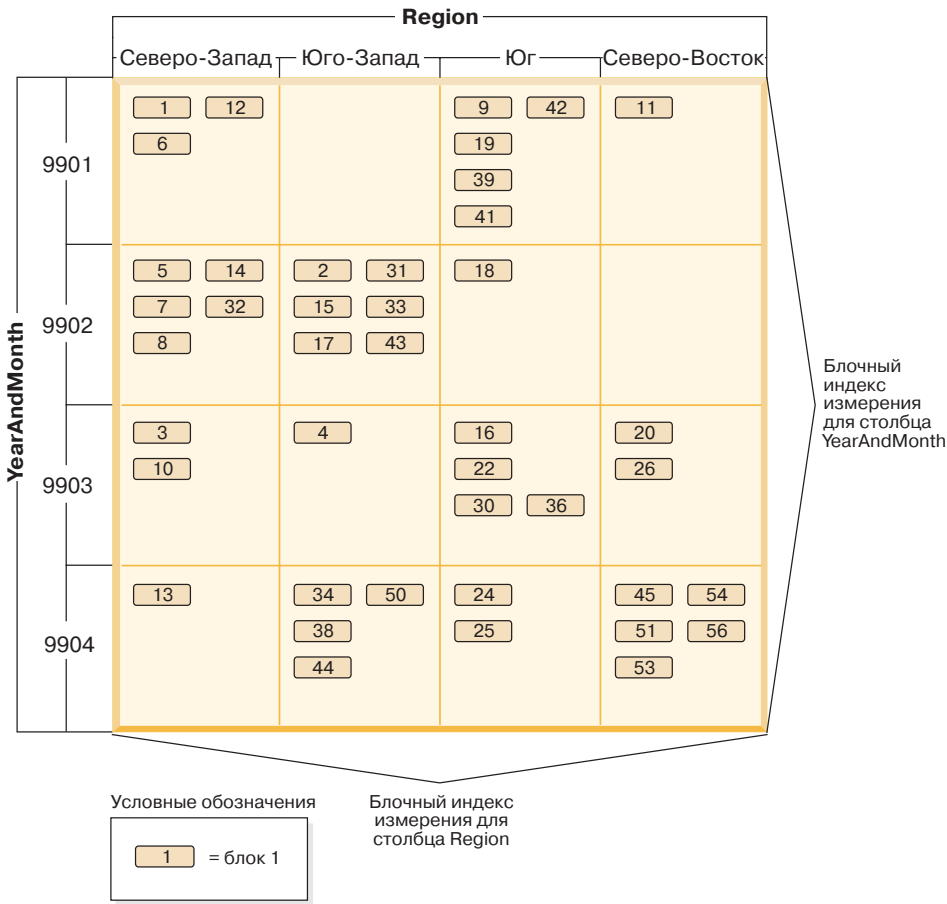 Region
Северо-Запад Юго-Запад Юг Северо-Восток
YearAndMonth
9901
1 12 9 42 11
6 19
39
41
9902
5 14 2 31 18
7 32 15 33
8 17 43
9903
3 4 16 20
10 22 26
30 36
9904
13 34 50 24 45 54
38 25 51 56
44 53
Блочный
индекс
измерения
для столбца
YearAndMonth
Блочный индекс
измерения для
столбца Region
Условные обозначения
1 = блок 1